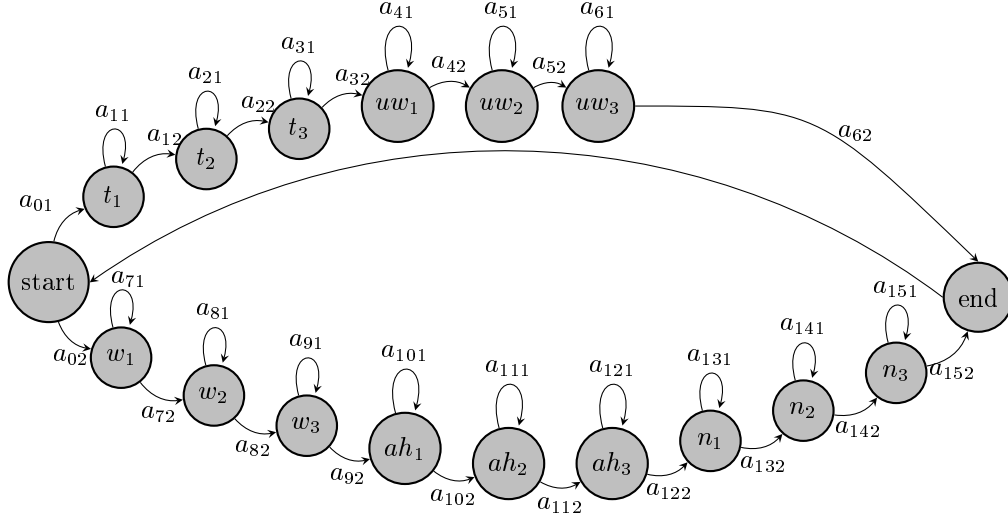 a₁₁ a₂₁ a₃₁ a₄₁ a₅₁ a₆₁
a₀₁ a₁₂ a₂₂ a₃₂ a₄₂ a₅₂ a₆₂
t₁ t₂ t₃ uw₁ uw₂ uw₃
start end
a₇₁ a₈₁ a₉₁ a₁₀₁ a₁₁₁ a₁₂₁ a₁₃₁ a₁₄₁ a₁₅₁
w₁ w₂ w₃ ah₁ ah₂ ah₃ n₁ n₂ n₃
a₀₂ a₇₂ a₈₂ a₉₂ a₁₀₂ a₁₁₂ a₁₂₂ a₁₃₂ a₁₄₂ a₁₅₂